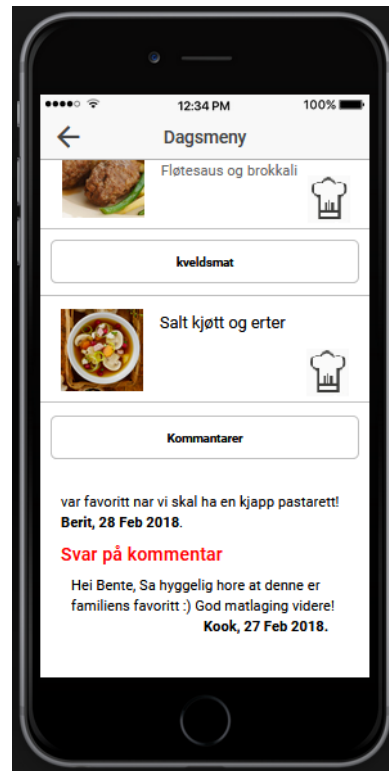 12:34 PM
100%
Dagsmeny
Fløtesaus og brokkali
kveldsmat
Salt kjøtt og erter
Kommantarer
var favoritt nar vi skal ha en kjapp pastarett!
Berit, 28 Feb 2018.
Svar på kommentar
Hei Bente, Sa hyggelig hore at denne er
familiens favoritt :) God matlaging videre!
Kook, 27 Feb 2018.